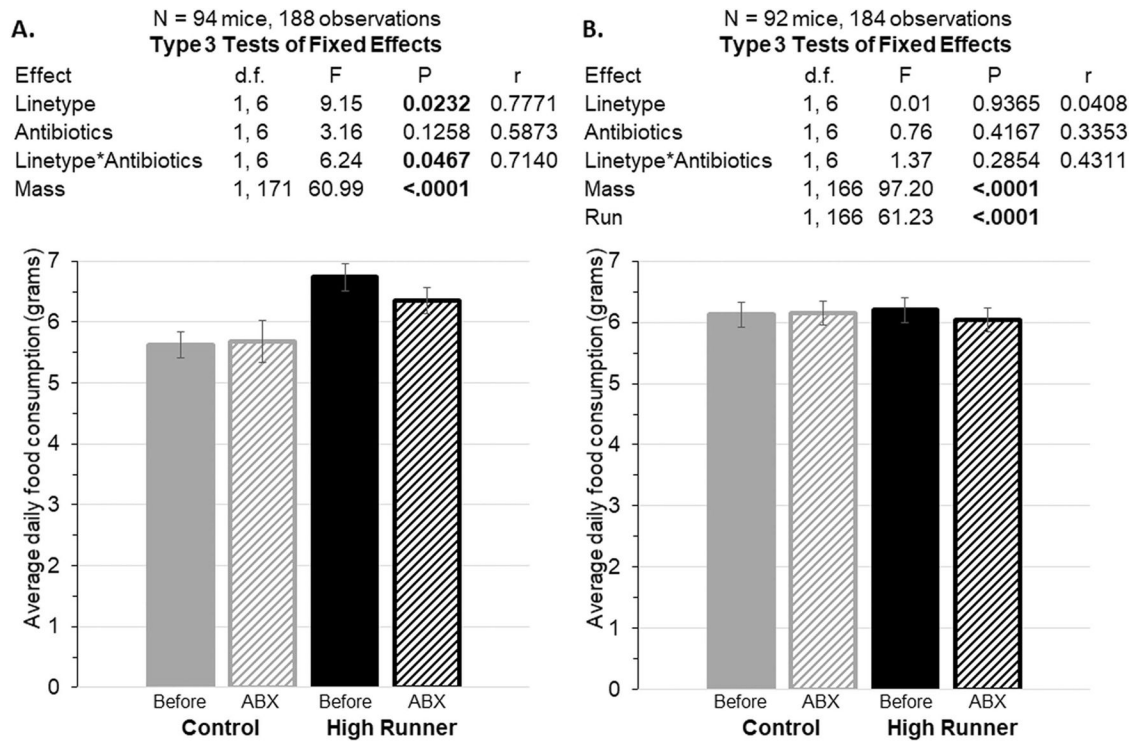 A.
N = 94 mice, 188 observations
Type 3 Tests of Fixed Effects
Effect d.f. F P r
Linetype 1, 6 9.15 0.0232 0.7771
Antibiotics 1, 6 3.16 0.1258 0.5873
Linetype*Antibiotics 1, 6 6.24 0.0467 0.7140
Mass 1, 171 60.99 <.0001
Average daily food consumption (grams)
7
6
5
4
3
2
1
0
Before ABX Before ABX
Control High Runner
B.
N = 92 mice, 184 observations
Type 3 Tests of Fixed Effects
Effect d.f. F P r
Linetype 1, 6 0.01 0.9365 0.0408
Antibiotics 1, 6 0.76 0.4167 0.3353
Linetype*Antibiotics 1, 6 1.37 0.2854 0.4311
Mass 1, 166 97.20 <.0001
Run 1, 166 61.23 <.0001
Average daily food consumption (grams)
7
6
5
4
3
2
1
0
Before ABX Before ABX
Control High Runner